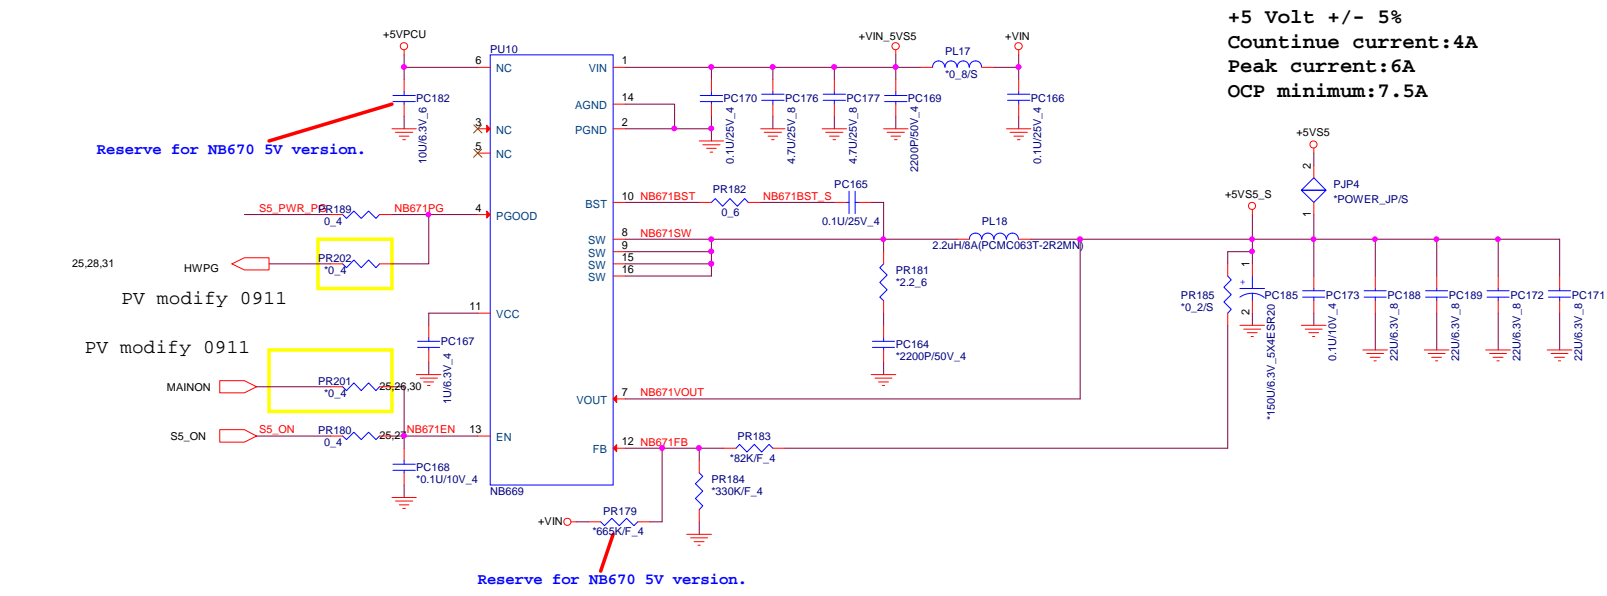 +5 Volt +/- 5%
Countinue current:4A
Peak current:6A
OCP minimum:7.5A
+5VPCU
PU10
+VIN_5VS5
PL17
*0_8/S
+VIN
6
NC
VIN
1
PC182
10U/6.3V_6
AGND
14
PC170
0.1U/25V_4
PC176
4.7U/25V_8
PC177
4.7U/25V_8
PC169
2200P/50V_4
PC166
0.1U/25V_4
3
NC
PGND
2
5
NC
Reserve for NB670 5V version.
+5VS5
2
PJP4
*POWER_JP/S
1
+5VS5_S
BST
10
NB671BST
PR182
0_6
NB671BST_S
PC165
0.1U/25V_4
S5_PWR_PG
PR189
0_4
NB671PG
4
PGOOD
SW
8
NB671SW
SW
9
SW
15
SW
16
PL18
2.2uH/8A(PCMC063T-2R2MN)
25,28,31
HWPG
PR202
*0_4
PV modify 0911
PR181
*2.2_6
PR185
*0_2/S
1
+
2
PC185
*150U/6.3V_5X4ESR20
PC173
0.1U/10V_4
PC188
22U/6.3V_8
PC189
22U/6.3V_8
PC172
22U/6.3V_8
PC171
22U/6.3V_8
11
VCC
PC167
1U/6.3V_4
PC164
*2200P/50V_4
PV modify 0911
MAINON
PR201
*0_4
25,26,30
VOUT
7
NB671VOUT
S5_ON
S5_ON
PR180
0_4
25,27
NB671EN
13
EN
FB
12
NB671FB
PR183
*82K/F_4
PC168
*0.1U/10V_4
PR184
*330K/F_4
NB669
+VIN
PR179
*665K/F_4
Reserve for NB670 5V version.